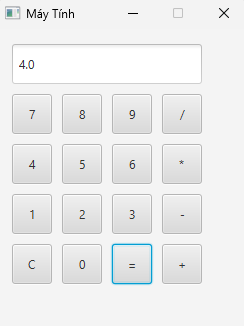 Máy Tính
4.0
7 8 9 /
4 5 6 *
1 2 3 -
C 0 = +